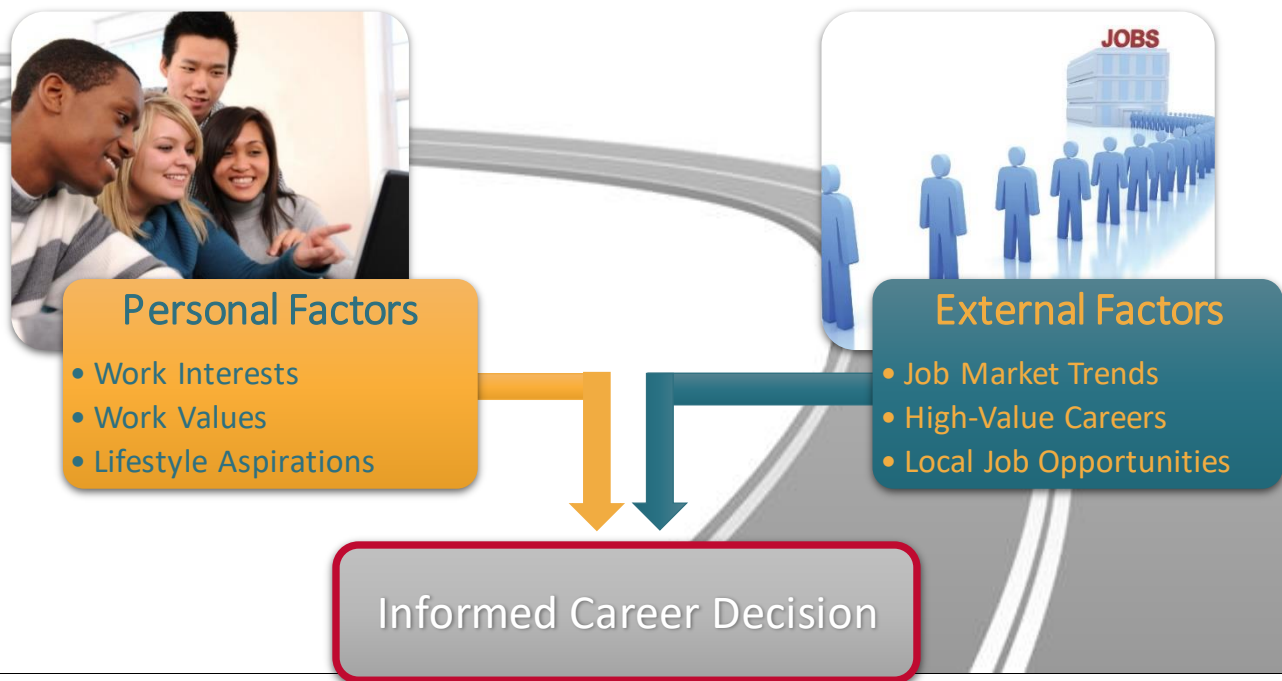 JOBS
Personal Factors
• Work Interests
• Work Values
• Lifestyle Aspirations
External Factors
• Job Market Trends
• High-Value Careers
• Local Job Opportunities
Informed Career Decision